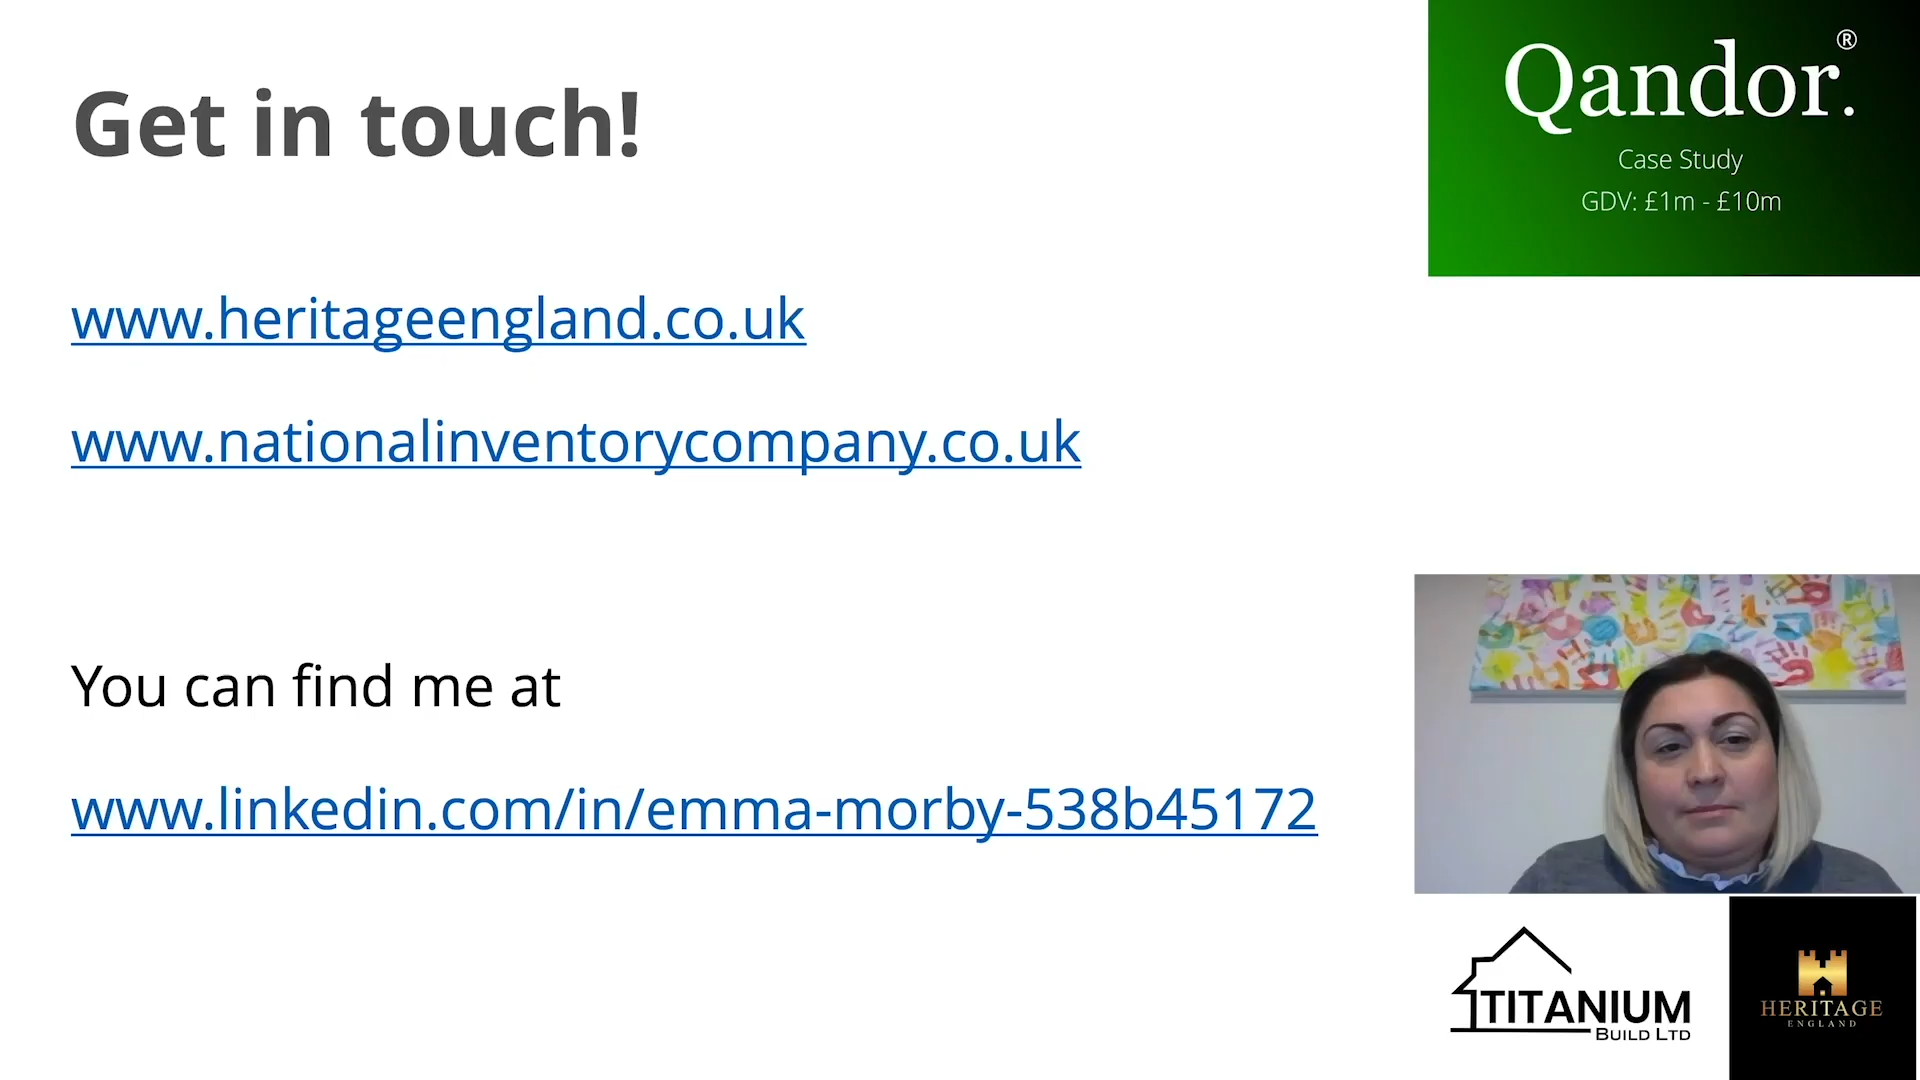 Get in touch!
www.heritageengland.co.uk
www.nationalinventorycompany.co.uk
You can find me at
www.linkedin.com/in/emma-morby-538b45172
Qandor.®
Case Study
GDV: £1m - £10m
TITANIUM
BUILD LTD
HERITAGE
ENGLAND